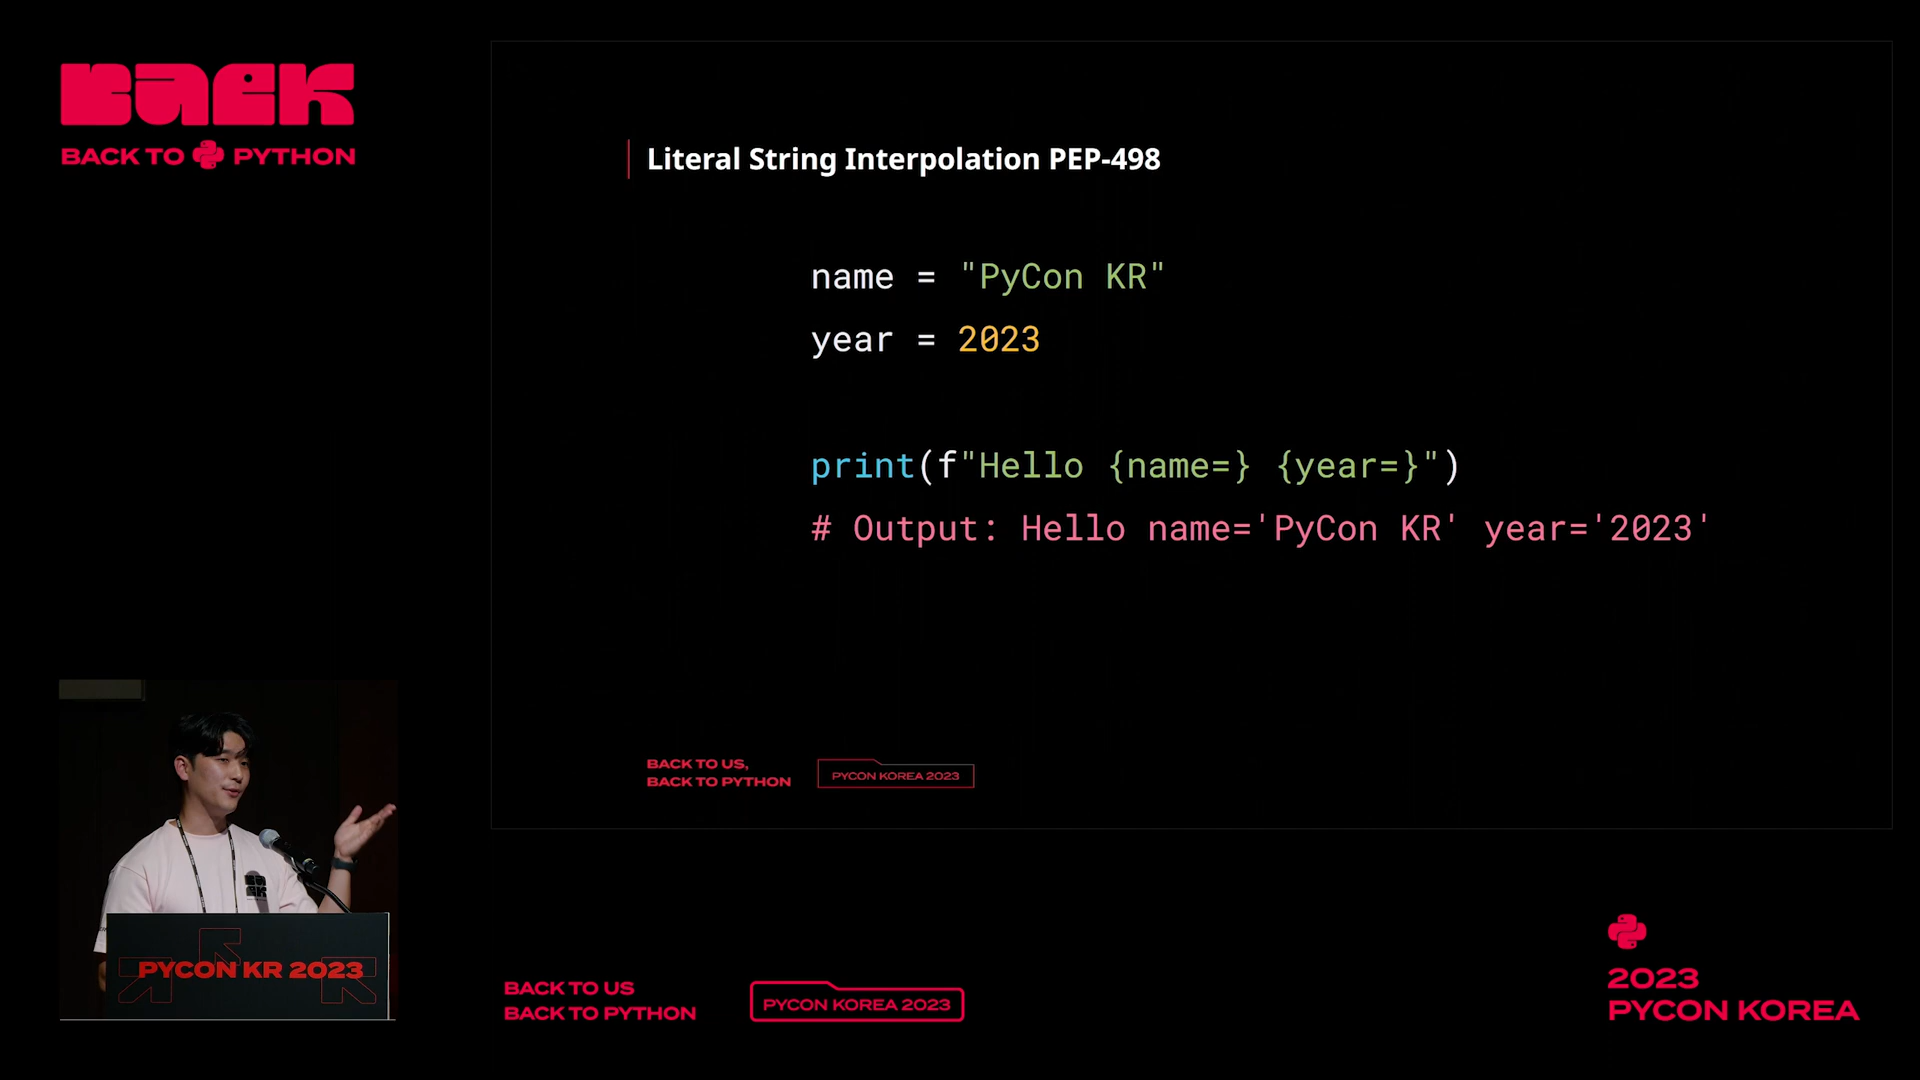 BaEK
BACK TO PYTHON
Literal String Interpolation PEP-498
name = "PyCon KR"
year = 2023
print(f"Hello {name=} {year=}")
# Output: Hello name='PyCon KR' year='2023'
BACK TO US,
BACK TO PYTHON
PYCON KOREA 2023
PYCON KR 2023
BACK TO US
BACK TO PYTHON
PYCON KOREA 2023
2023
PYCON KOREA